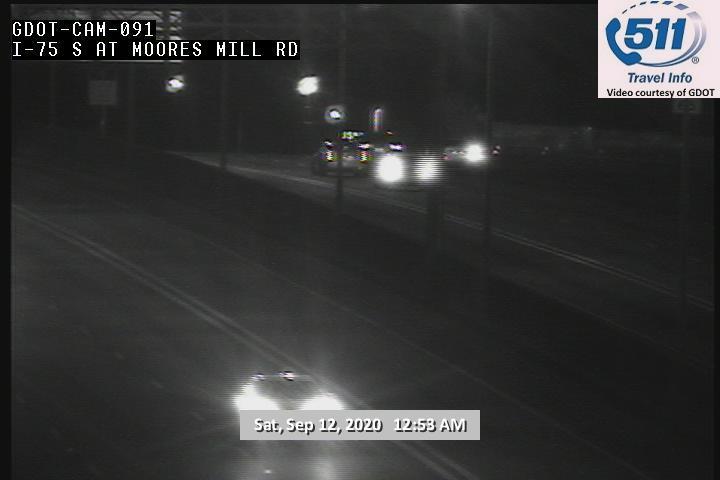 GDOT-CAM-091
I-75 S AT MOORES MILL RD
511
Travel Info
Video courtesy of GDOT
Sat, Sep 12, 2020 12:53 AM